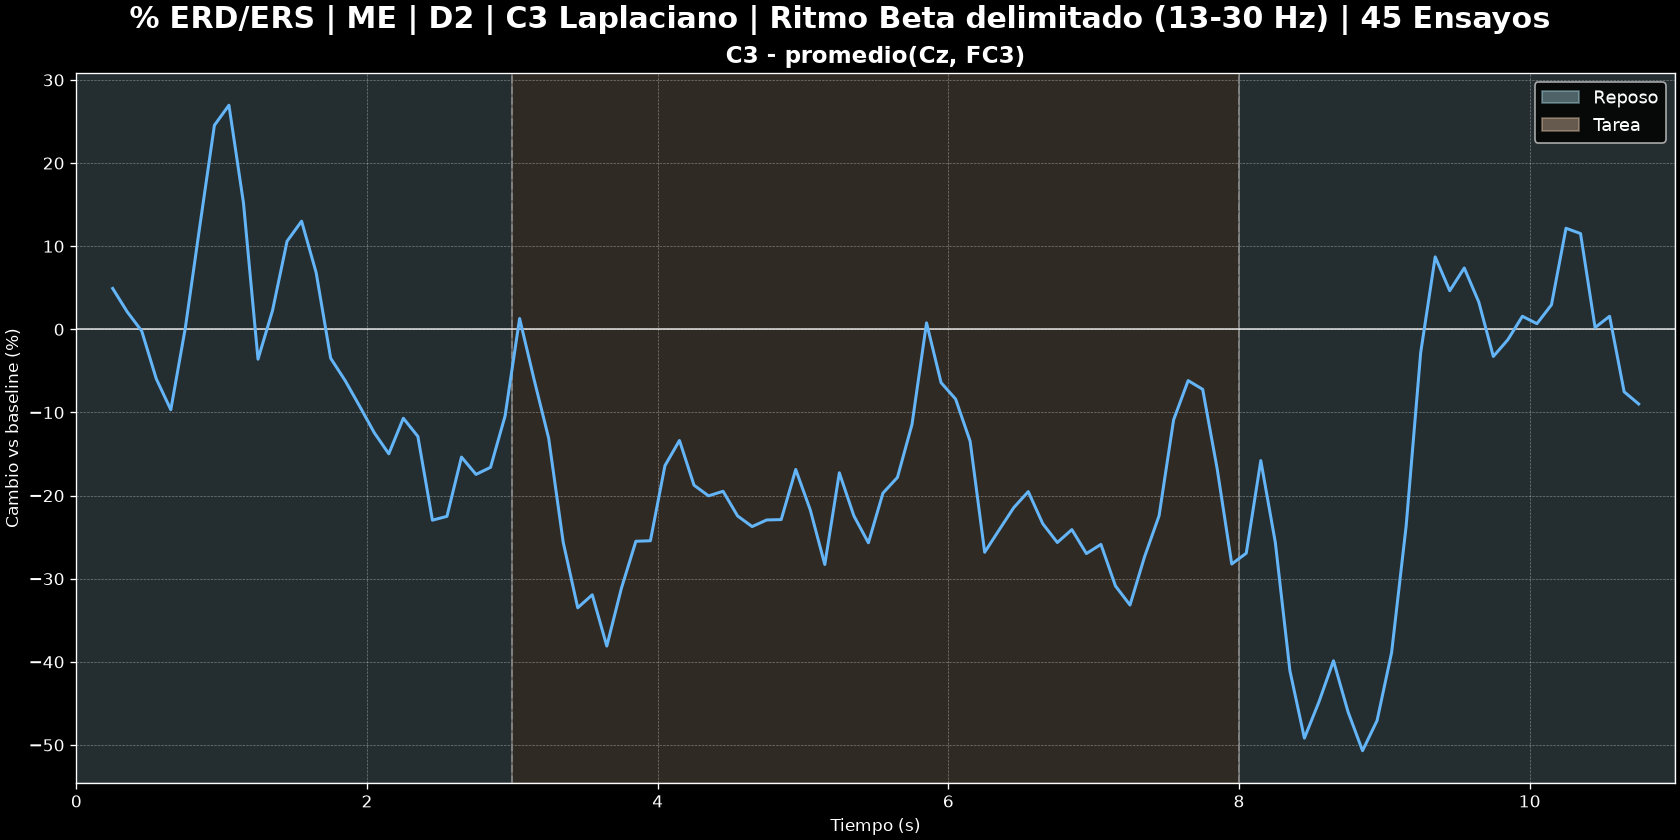 % ERD/ERS | ME | D2 | C3 Laplaciano | Ritmo Beta delimitado (13-30 Hz) | 45 Ensayos
C3 - promedio(Cz, FC3)
Cambio vs baseline (%)
30
20
10
0
−10
−20
−30
−40
−50
Reposo
Tarea
0
2
4
6
8
10
Tiempo (s)